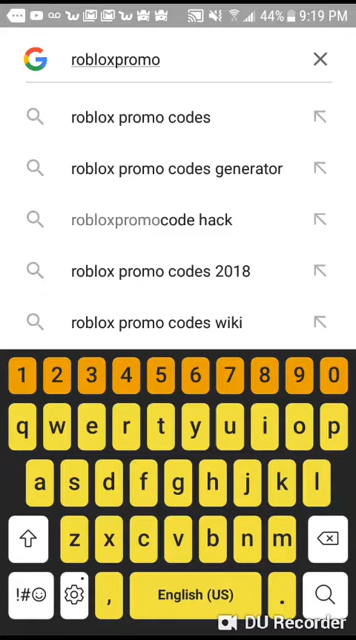 44% 9:19 PM
robloxpromo
roblox promo codes
roblox promo codes generator
robloxpromocode hack
roblox promo codes 2018
roblox promo codes wiki
1 2 3 4 5 6 7 8 9 0
q w e r t y u i o p
a s d f g h j k l
z x c v b n m
!#☺ , English (US) .
DU Recorder